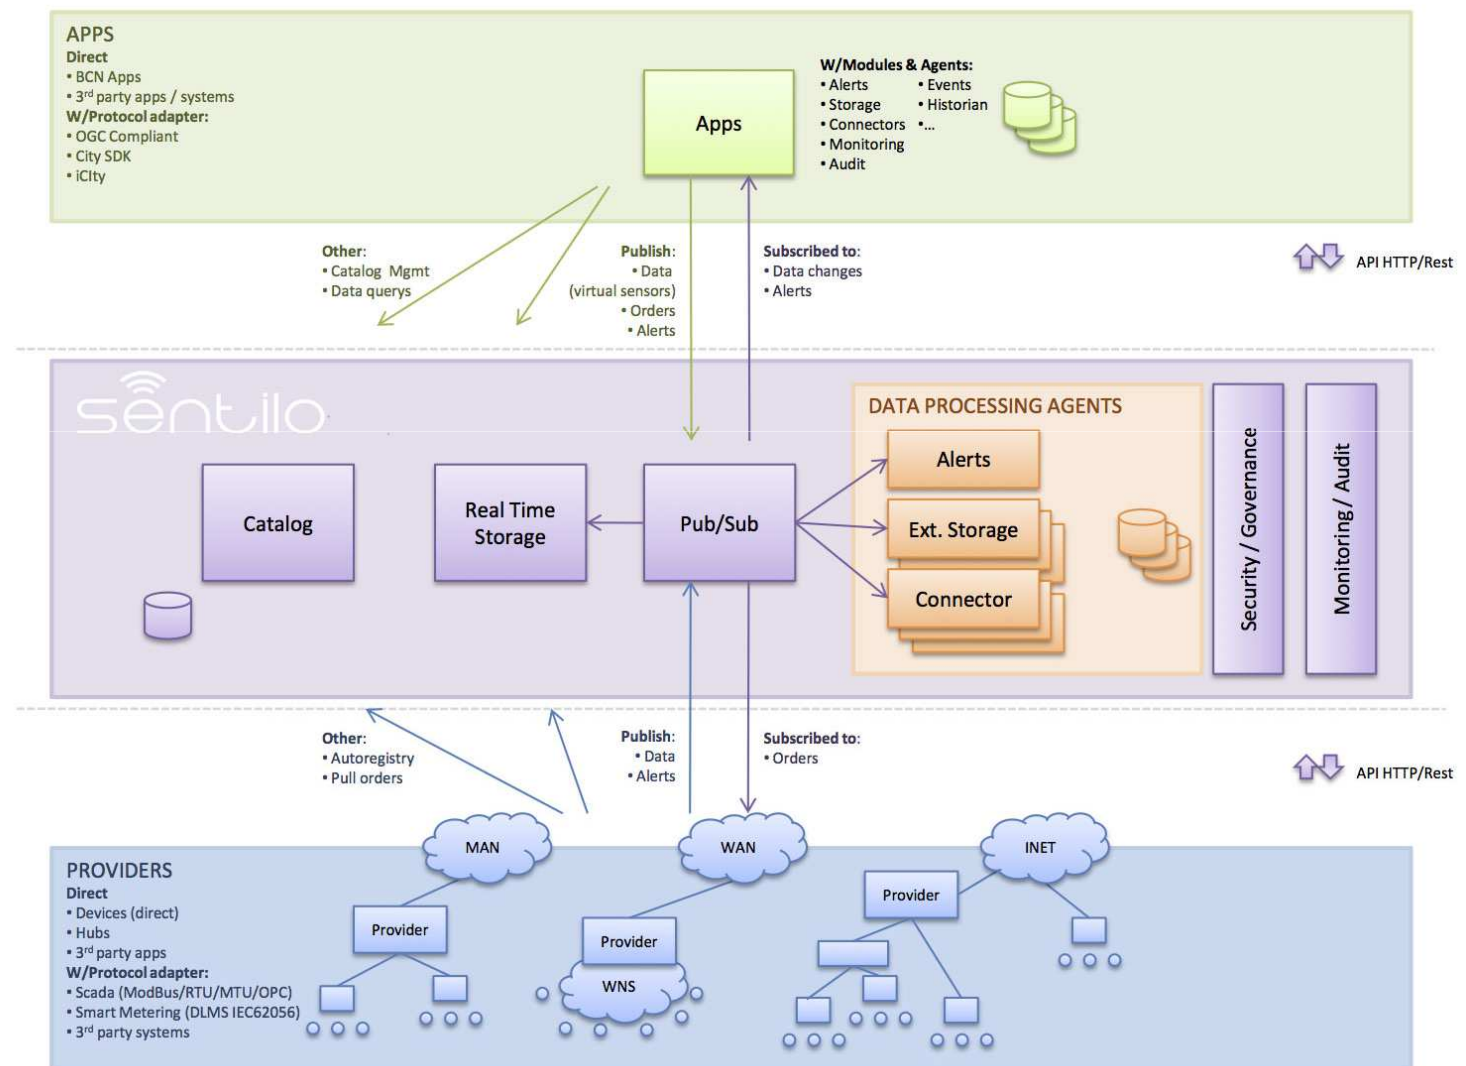 APPS
Direct
• BCN Apps
• 3rd party apps / systems
W/Protocol adapter:
• OGC Compliant
• City SDK
• iCIty
Apps
W/Modules & Agents:
• Alerts
• Storage
• Connectors
• Monitoring
• Audit
• Events
• Historian
•...
Other:
• Catalog Mgmt
• Data querys
Publish:
• Data
(virtual sensors)
• Orders
• Alerts
Subscribed to:
• Data changes
• Alerts
API HTTP/Rest
sentilo
Catalog
Real Time
Storage
Pub/Sub
DATA PROCESSING AGENTS
Alerts
Ext. Storage
Connector
Security / Governance
Monitoring / Audit
Other:
• Autoregistry
• Pull orders
Publish:
• Data
• Alerts
Subscribed to:
• Orders
API HTTP/Rest
MAN
WAN
INET
PROVIDERS
Direct
• Devices (direct)
• Hubs
• 3rd party apps
W/Protocol adapter:
• Scada (ModBus/RTU/MTU/OPC)
• Smart Metering (DLMS IEC62056)
• 3rd party systems
Provider
Provider
WNS
Provider